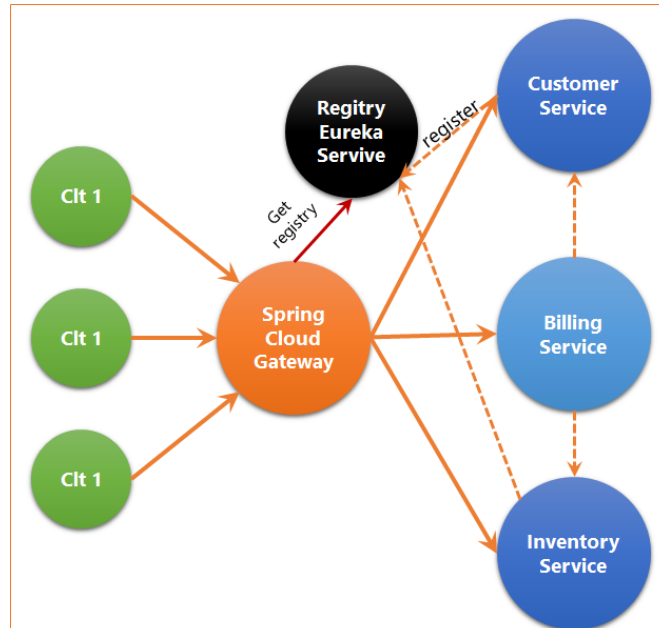 Customer
Service
Regitry
Eureka
Servive
register
Clt 1
Get
registry
Clt 1
Spring
Cloud
Gateway
Billing
Service
Clt 1
Inventory
Service